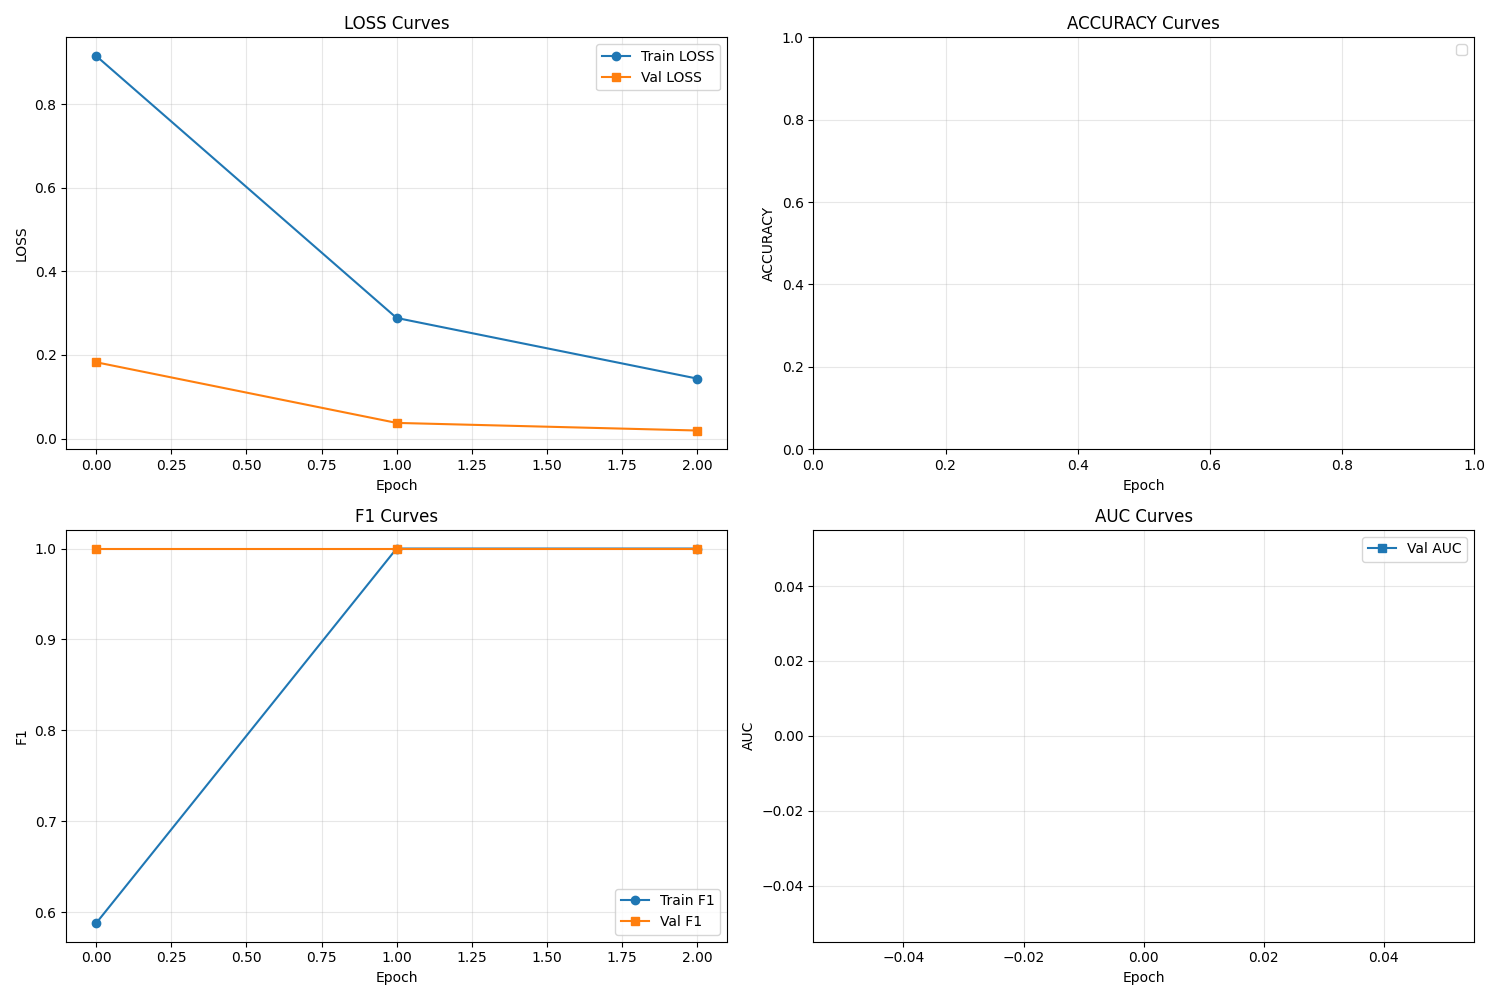 LOSS Curves
LOSS
0.8
0.6
0.4
0.2
0.0
Train LOSS
Val LOSS
0.00 0.25 0.50 0.75 1.00 1.25 1.50 1.75 2.00
Epoch
ACCURACY Curves
ACCURACY
1.0
0.8
0.6
0.4
0.2
0.0
0.0 0.2 0.4 0.6 0.8 1.0
Epoch
F1 Curves
F1
1.0
0.9
0.8
0.7
0.6
Train F1
Val F1
0.00 0.25 0.50 0.75 1.00 1.25 1.50 1.75 2.00
Epoch
AUC Curves
AUC
Val AUC
0.04
0.02
0.00
−0.02
−0.04
−0.04 −0.02 0.00 0.02 0.04
Epoch